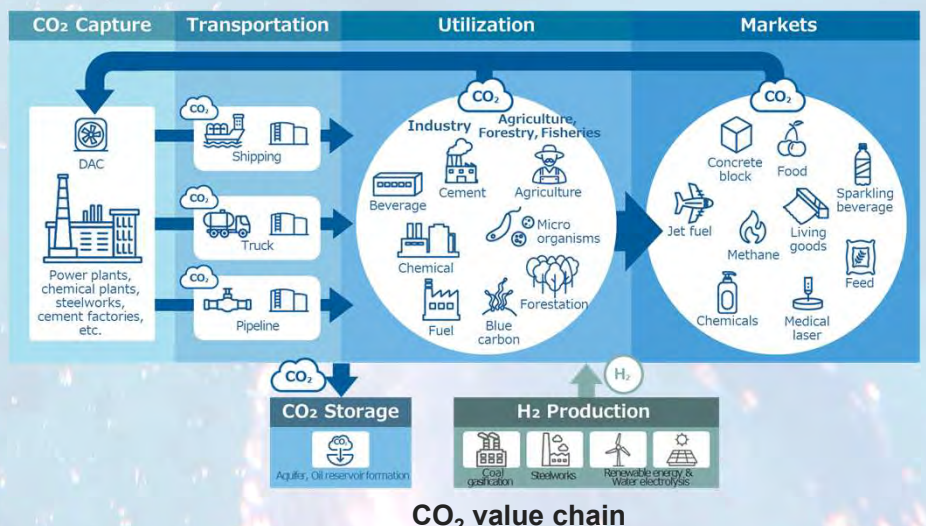 CO₂ Capture
Transportation
Utilization
Markets
CO₂
CO₂
DAC
Power plants,
chemical plants,
steelworks,
cement factories,
etc.
CO₂
Shipping
CO₂
Truck
CO₂
Pipeline
Industry
Agriculture,
Forestry, Fisheries
Beverage
Cement
Agriculture
Chemical
Micro
organisms
Fuel
Blue
carbon
Forestation
Concrete
block
Food
Sparkling
beverage
Jet fuel
Methane
Living
goods
Feed
Chemicals
Medical
laser
CO₂
CO₂ Storage
CO₂
Aquifer, Oil reservoir formation
H₂
H₂ Production
Coal
gasification
Steelworks
Renewable energy &
Water electrolysis
CO₂ value chain